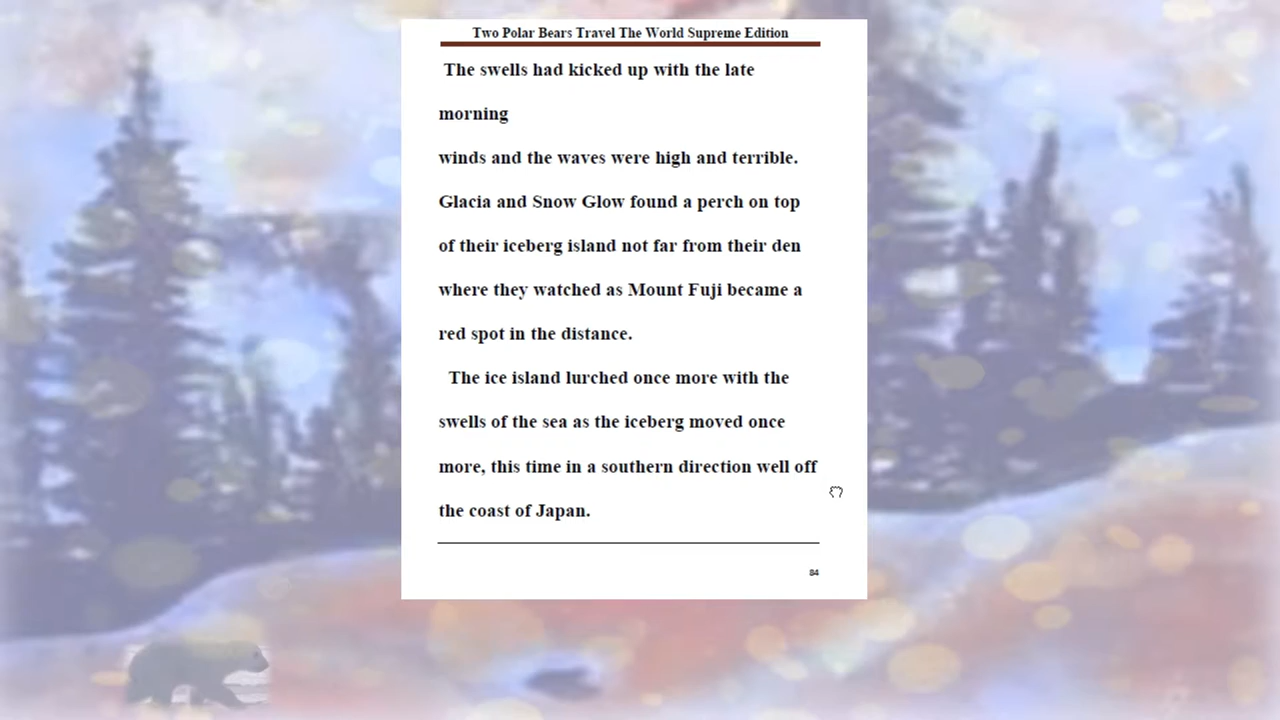 Two Polar Bears Travel The World Supreme Edition
The swells had kicked up with the late
morning
winds and the waves were high and terrible.
Glacia and Snow Glow found a perch on top
of their iceberg island not far from their den
where they watched as Mount Fuji became a
red spot in the distance.
The ice island lurched once more with the
swells of the sea as the iceberg moved once
more, this time in a southern direction well off
the coast of Japan.
84